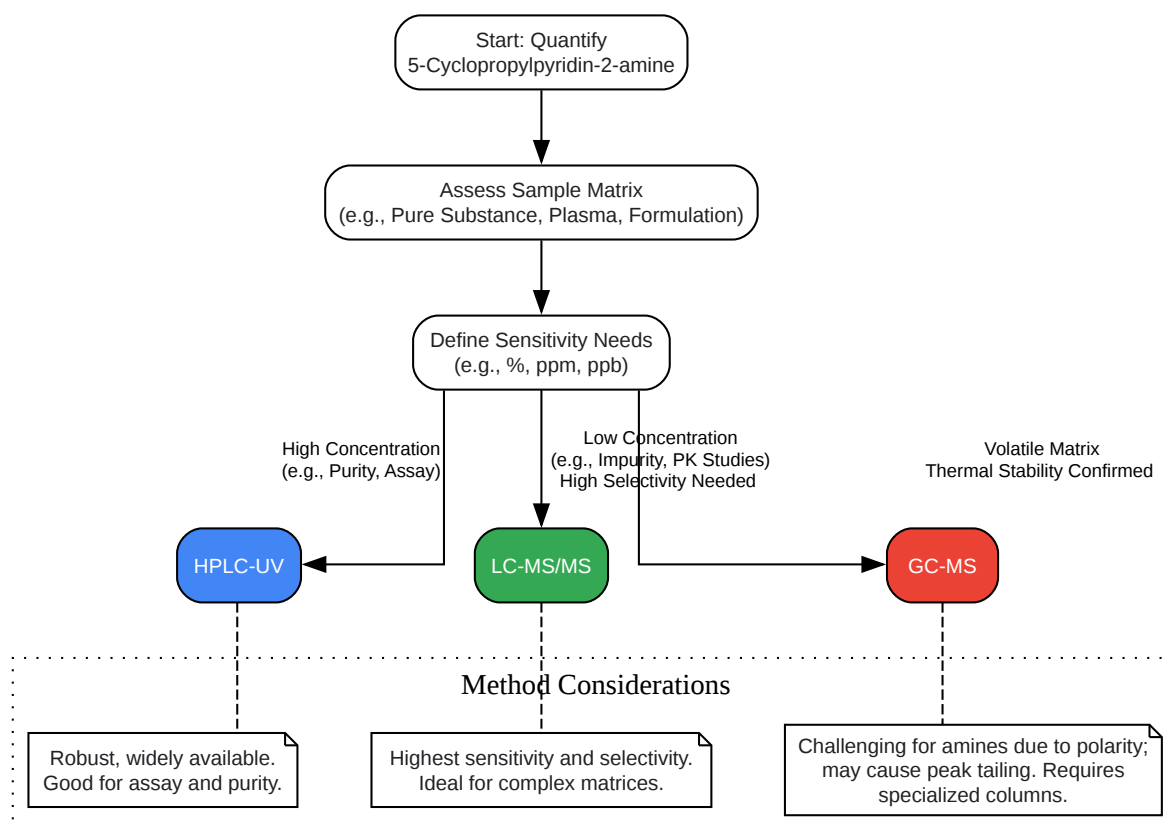 Start: Quantify
5-Cyclopropylpyridin-2-amine
Assess Sample Matrix
(e.g., Pure Substance, Plasma, Formulation)
Define Sensitivity Needs
(e.g., %, ppm, ppb)
High Concentration
(e.g., Purity, Assay)
Low Concentration
(e.g., Impurity, PK Studies)
High Selectivity Needed
Volatile Matrix
Thermal Stability Confirmed
HPLC-UV
LC-MS/MS
GC-MS
Method Considerations
Robust, widely available.
Good for assay and purity.
Highest sensitivity and selectivity.
Ideal for complex matrices.
Challenging for amines due to polarity;
may cause peak tailing. Requires
specialized columns.